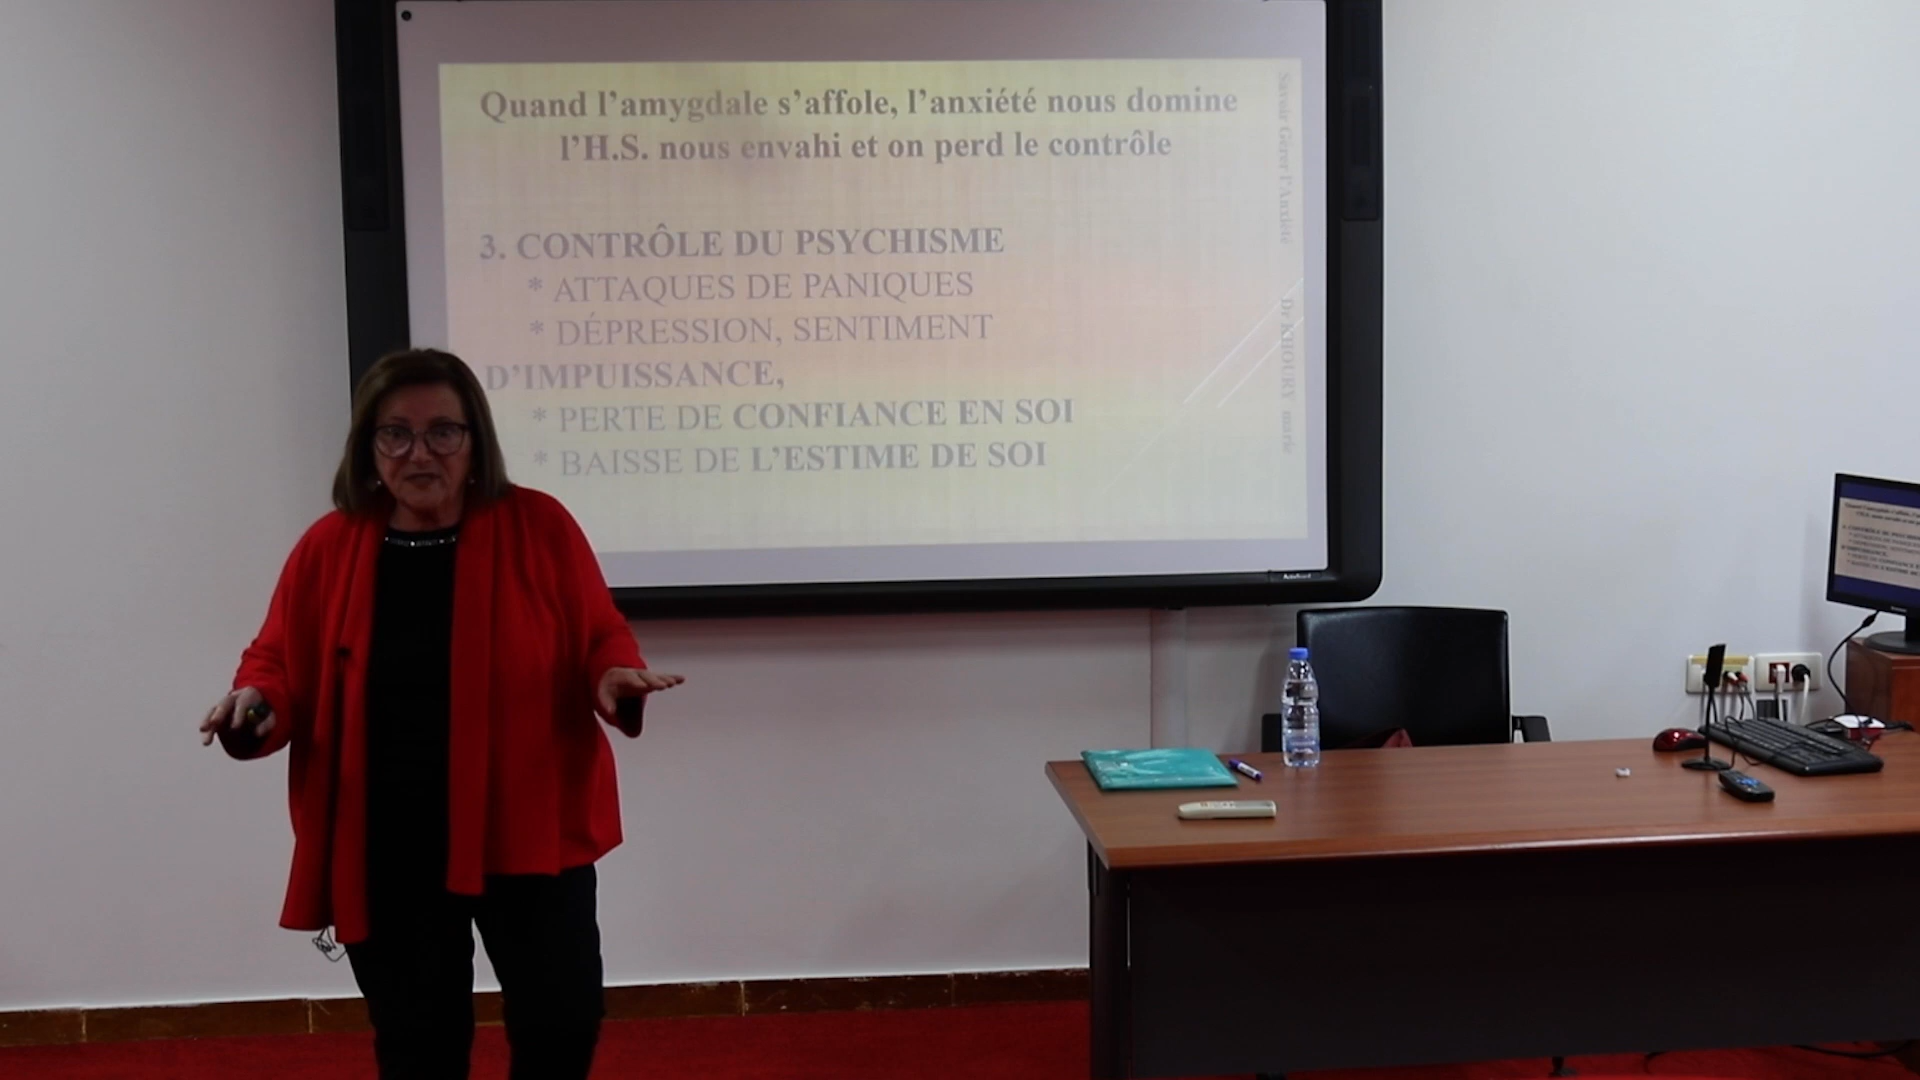 Quand l'amygdale s'affole, l'anxiété nous domine
l'H.S. nous envahi et on perd le contrôle
3. CONTRÔLE DU PSYCHISME
* ATTAQUES DE PANIQUES
* DÉPRESSION, SENTIMENT
D'IMPUISSANCE,
* PERTE DE CONFIANCE EN SOI
* BAISSE DE L'ESTIME DE SOI
Savoir Gérer l'Anxiété Dr KHOURY marie